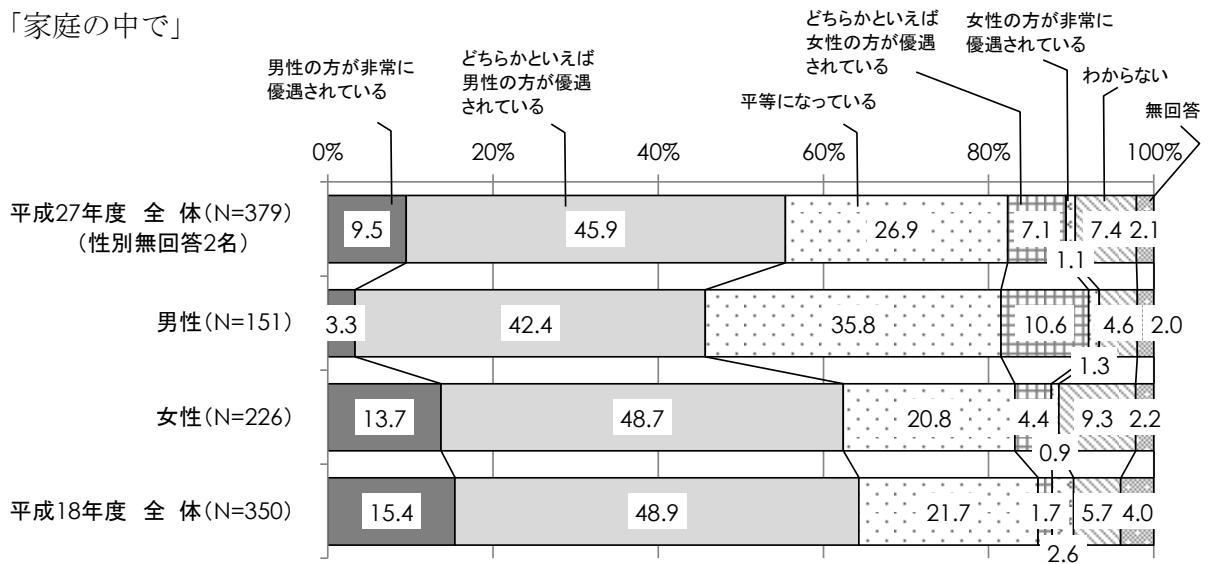 「家庭の中で」
男性の方が非常に
優遇されている
どちらかといえば
男性の方が優遇
されている
平等になっている
どちらかといえば
女性の方が優遇
されている
女性の方が非常に
優遇されている
わからない
無回答
0% 20% 40% 60% 80% 100%
平成27年度 全 体(N=379)
(性別無回答2名)
9.5 45.9 26.9 7.1 1.1 7.4 2.1
男性(N=151)
3.3 42.4 35.8 10.6 1.3 4.6 2.0
女性(N=226)
13.7 48.7 20.8 4.4 0.9 9.3 2.2
平成18年度 全 体(N=350)
15.4 48.9 21.7 1.7 2.6 5.7 4.0